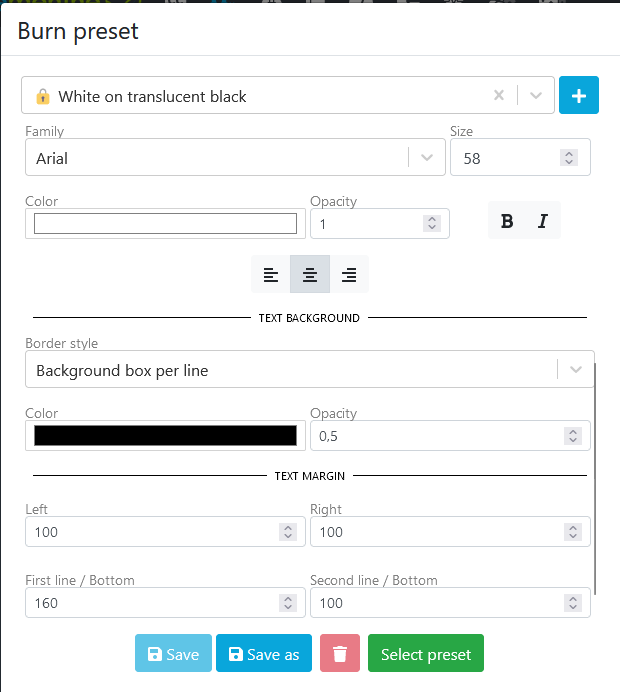 Burn preset
White on translucent black
Family
Size
Arial
58
Color
Opacity
1
B I
TEXT BACKGROUND
Border style
Background box per line
Color
Opacity
0,5
TEXT MARGIN
Left
Right
100
100
First line / Bottom
Second line / Bottom
160
100
Save
Save as
Select preset